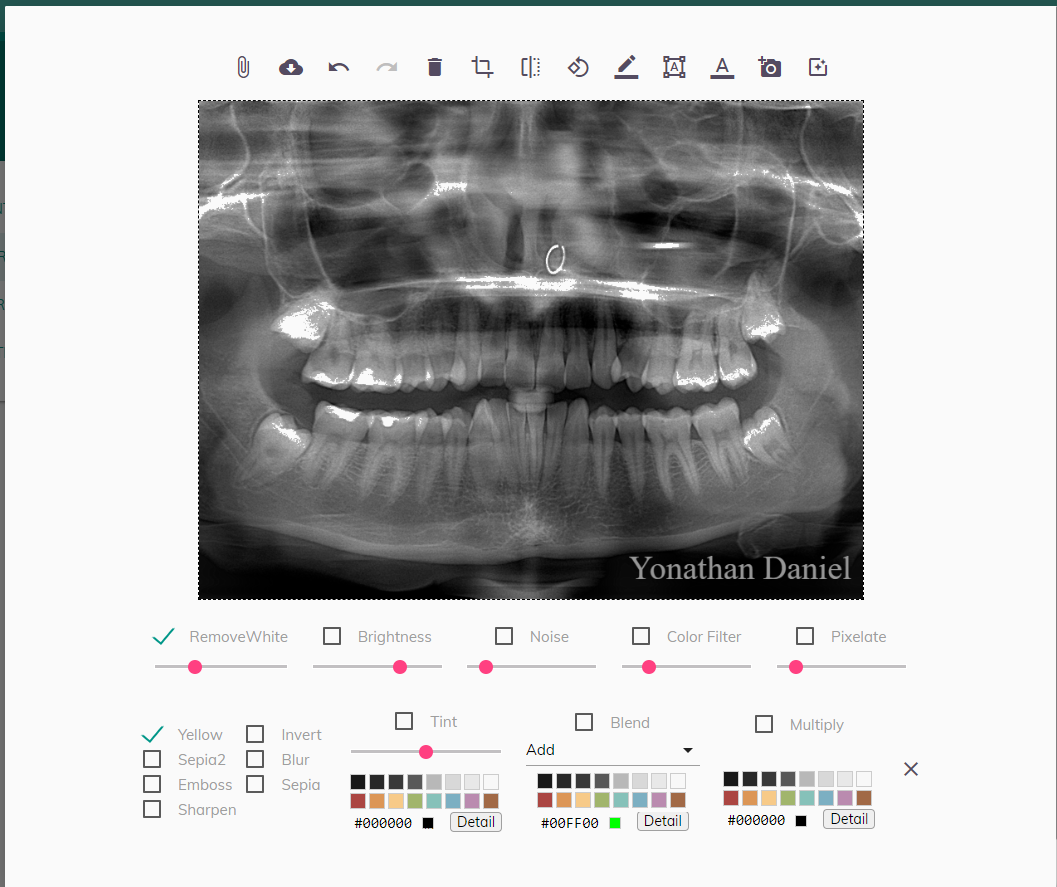 A
A
Yonathan Daniel
RemoveWhite
Brightness
Noise
Color Filter
Pixelate
Yellow
Invert
Sepia2
Blur
Emboss
Sepia
Sharpen
Tint
#000000
Detail
Blend
Add
#00FF00
Detail
Multiply
#000000
Detail